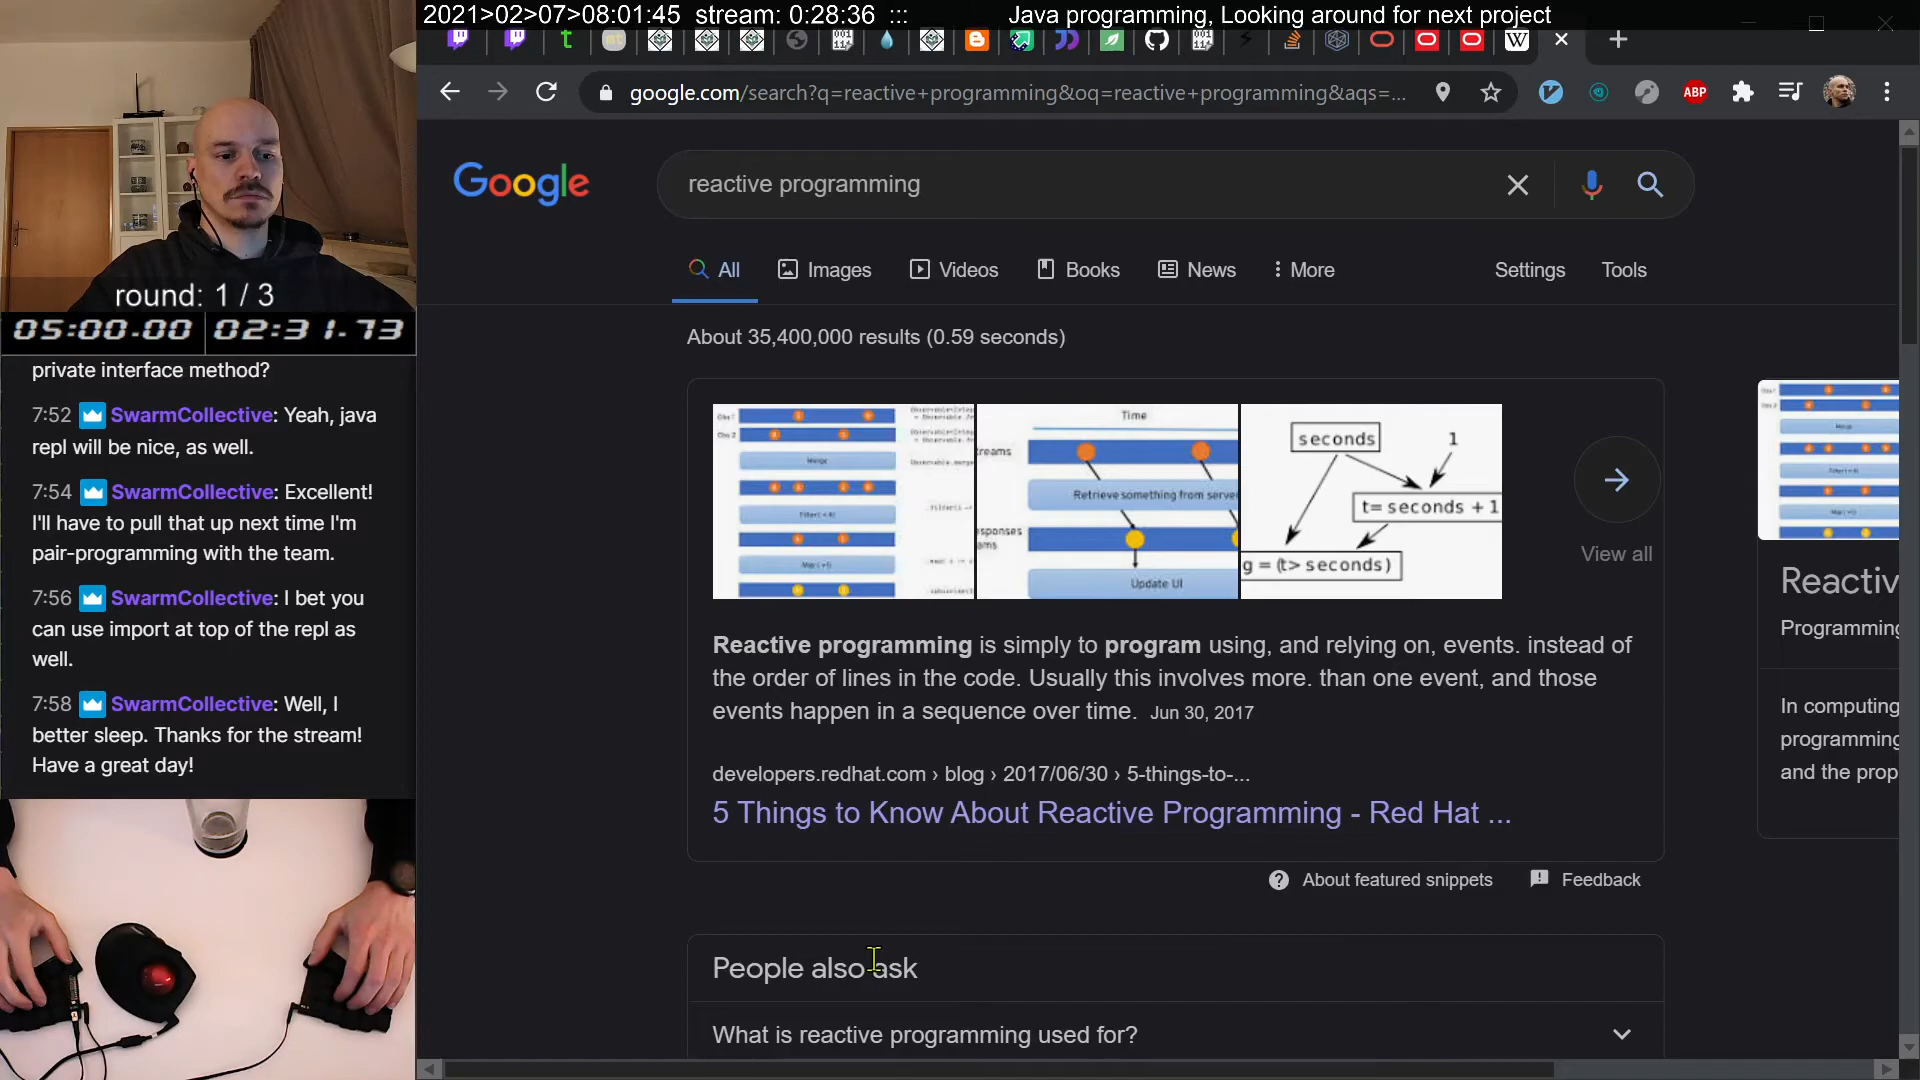 2021>02>07>08:01:45 stream: 0:28:36 :::
Java programming, Looking around for next project
google.com/search?q=reactive+programming&oq=reactive+programming&aqs=...
ABP
Google
reactive programming
All
Images
Videos
Books
News
More
Settings
Tools
About 35,400,000 results (0.59 seconds)
Time
Retrieve something from serve
Update UI
seconds
1
t= seconds + 1
g = (t> seconds)
View all
Reactive programming is simply to program using, and relying on, events. instead of
the order of lines in the code. Usually this involves more. than one event, and those
events happen in a sequence over time. Jun 30, 2017
developers.redhat.com › blog › 2017/06/30 › 5-things-to-...
5 Things to Know About Reactive Programming - Red Hat ...
About featured snippets
Feedback
People also ask
What is reactive programming used for?
Reactiv
Programming
In computing
programming
and the prop
round: 1 / 3
05:00.00
02:31.73
private interface method?
7:52 SwarmCollective: Yeah, java
repl will be nice, as well.
7:54 SwarmCollective: Excellent!
I'll have to pull that up next time I'm
pair-programming with the team.
7:56 SwarmCollective: I bet you
can use import at top of the repl as
well.
7:58 SwarmCollective: Well, I
better sleep. Thanks for the stream!
Have a great day!